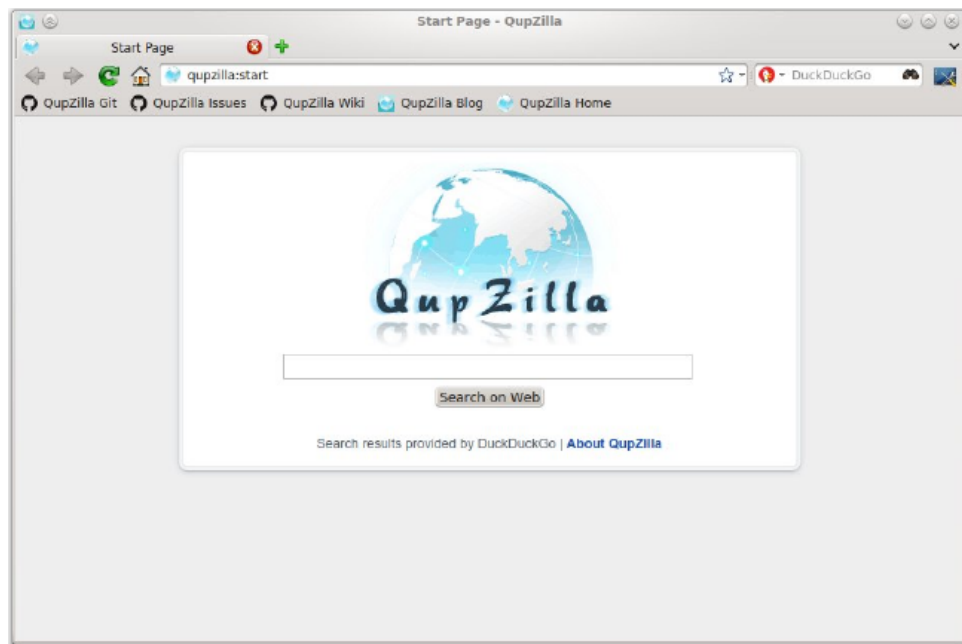 Start Page - QupZilla
Start Page
qupzilla:start
DuckDuckGo
QupZilla Git QupZilla Issues QupZilla Wiki QupZilla Blog QupZilla Home
QupZilla
Search on Web
Search results provided by DuckDuckGo | About QupZilla